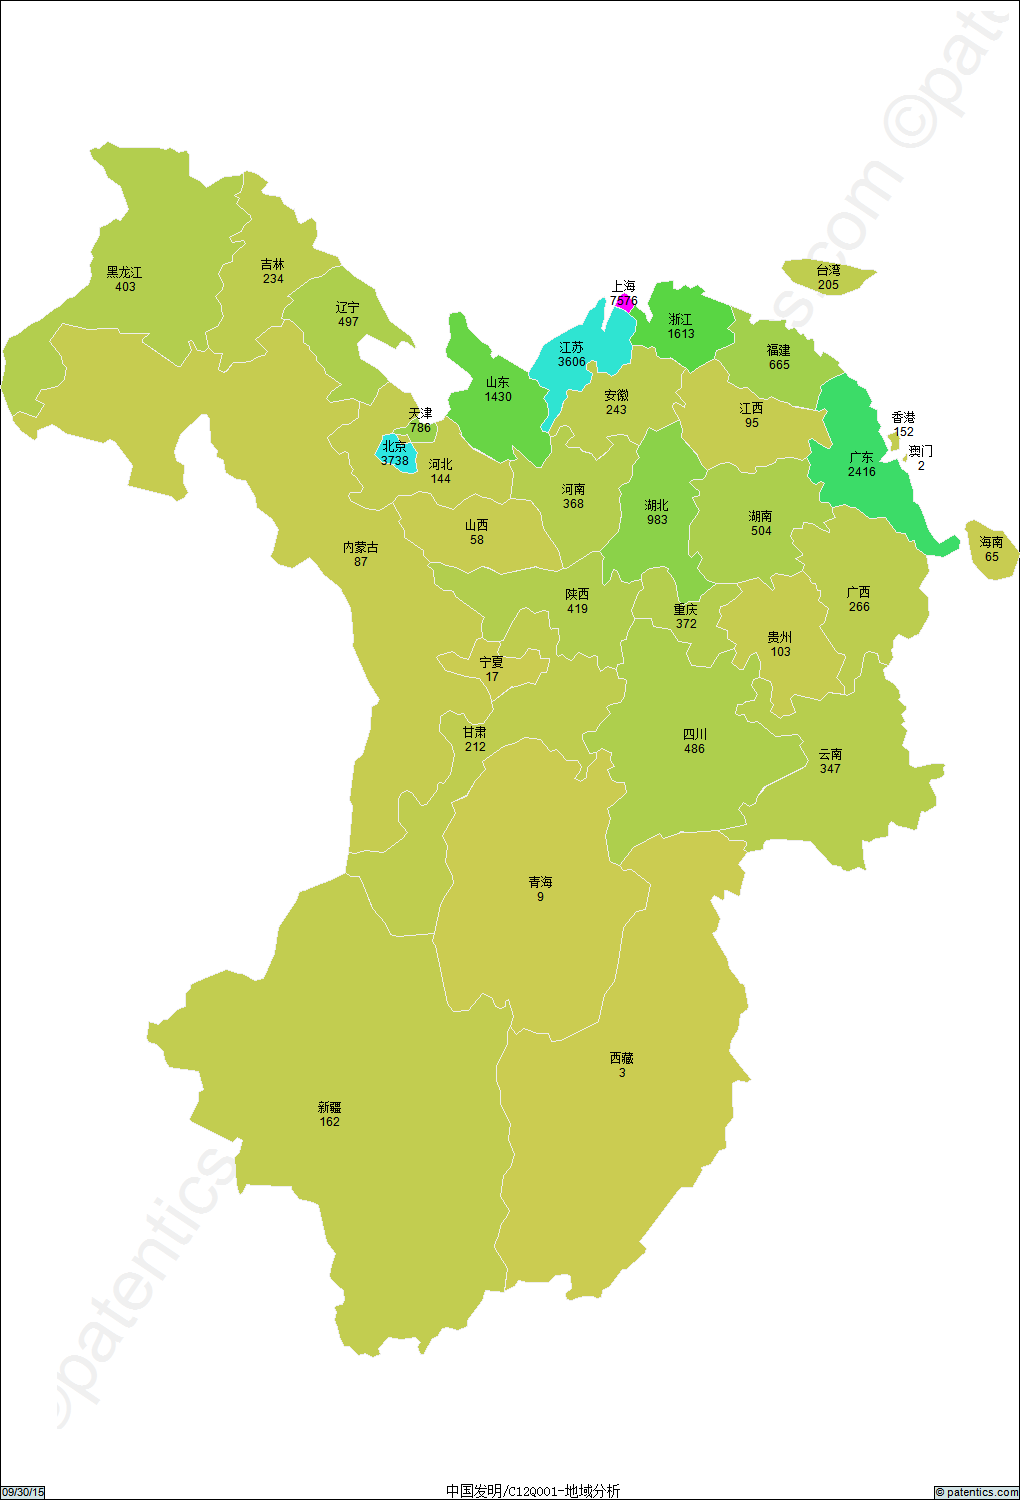 ©patentics.com ©patentics
黑龙江
403
吉林
234
辽宁
497
台湾
205
上海
7576
浙江
1613
江苏
3606
福建
665
山东
1430
安徽
243
江西
95
天津
786
香港
152
北京
3738
澳门
2
河北
144
广东
2416
河南
368
湖北
983
湖南
504
山西
58
海南
65
内蒙古
87
陕西
419
重庆
372
广西
266
贵州
103
宁夏
17
甘肃
212
四川
486
云南
347
青海
9
西藏
3
新疆
162
09/30/15
中国发明/C12Q001-地域分析
© patentics.com